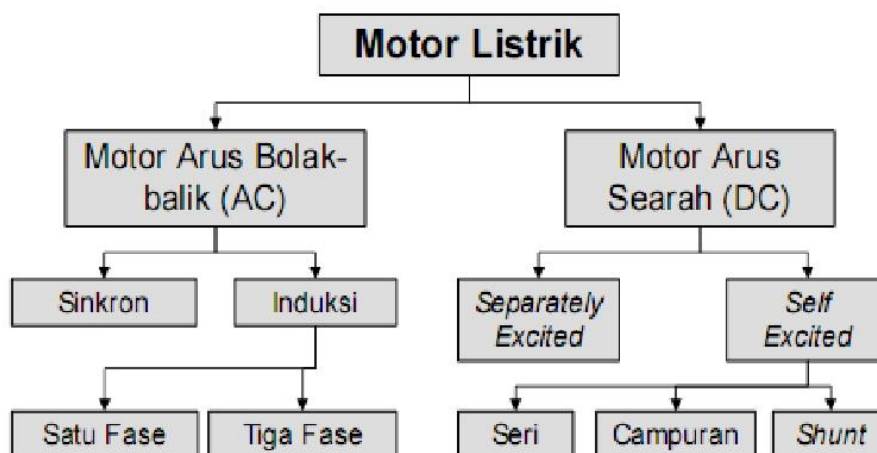 Motor Listrik
Motor Arus Bolak-
balik (AC)
Motor Arus
Searah (DC)
Sinkron
Induksi
Separately
Excited
Self
Excited
Satu Fase
Tiga Fase
Seri
Campuran
Shunt